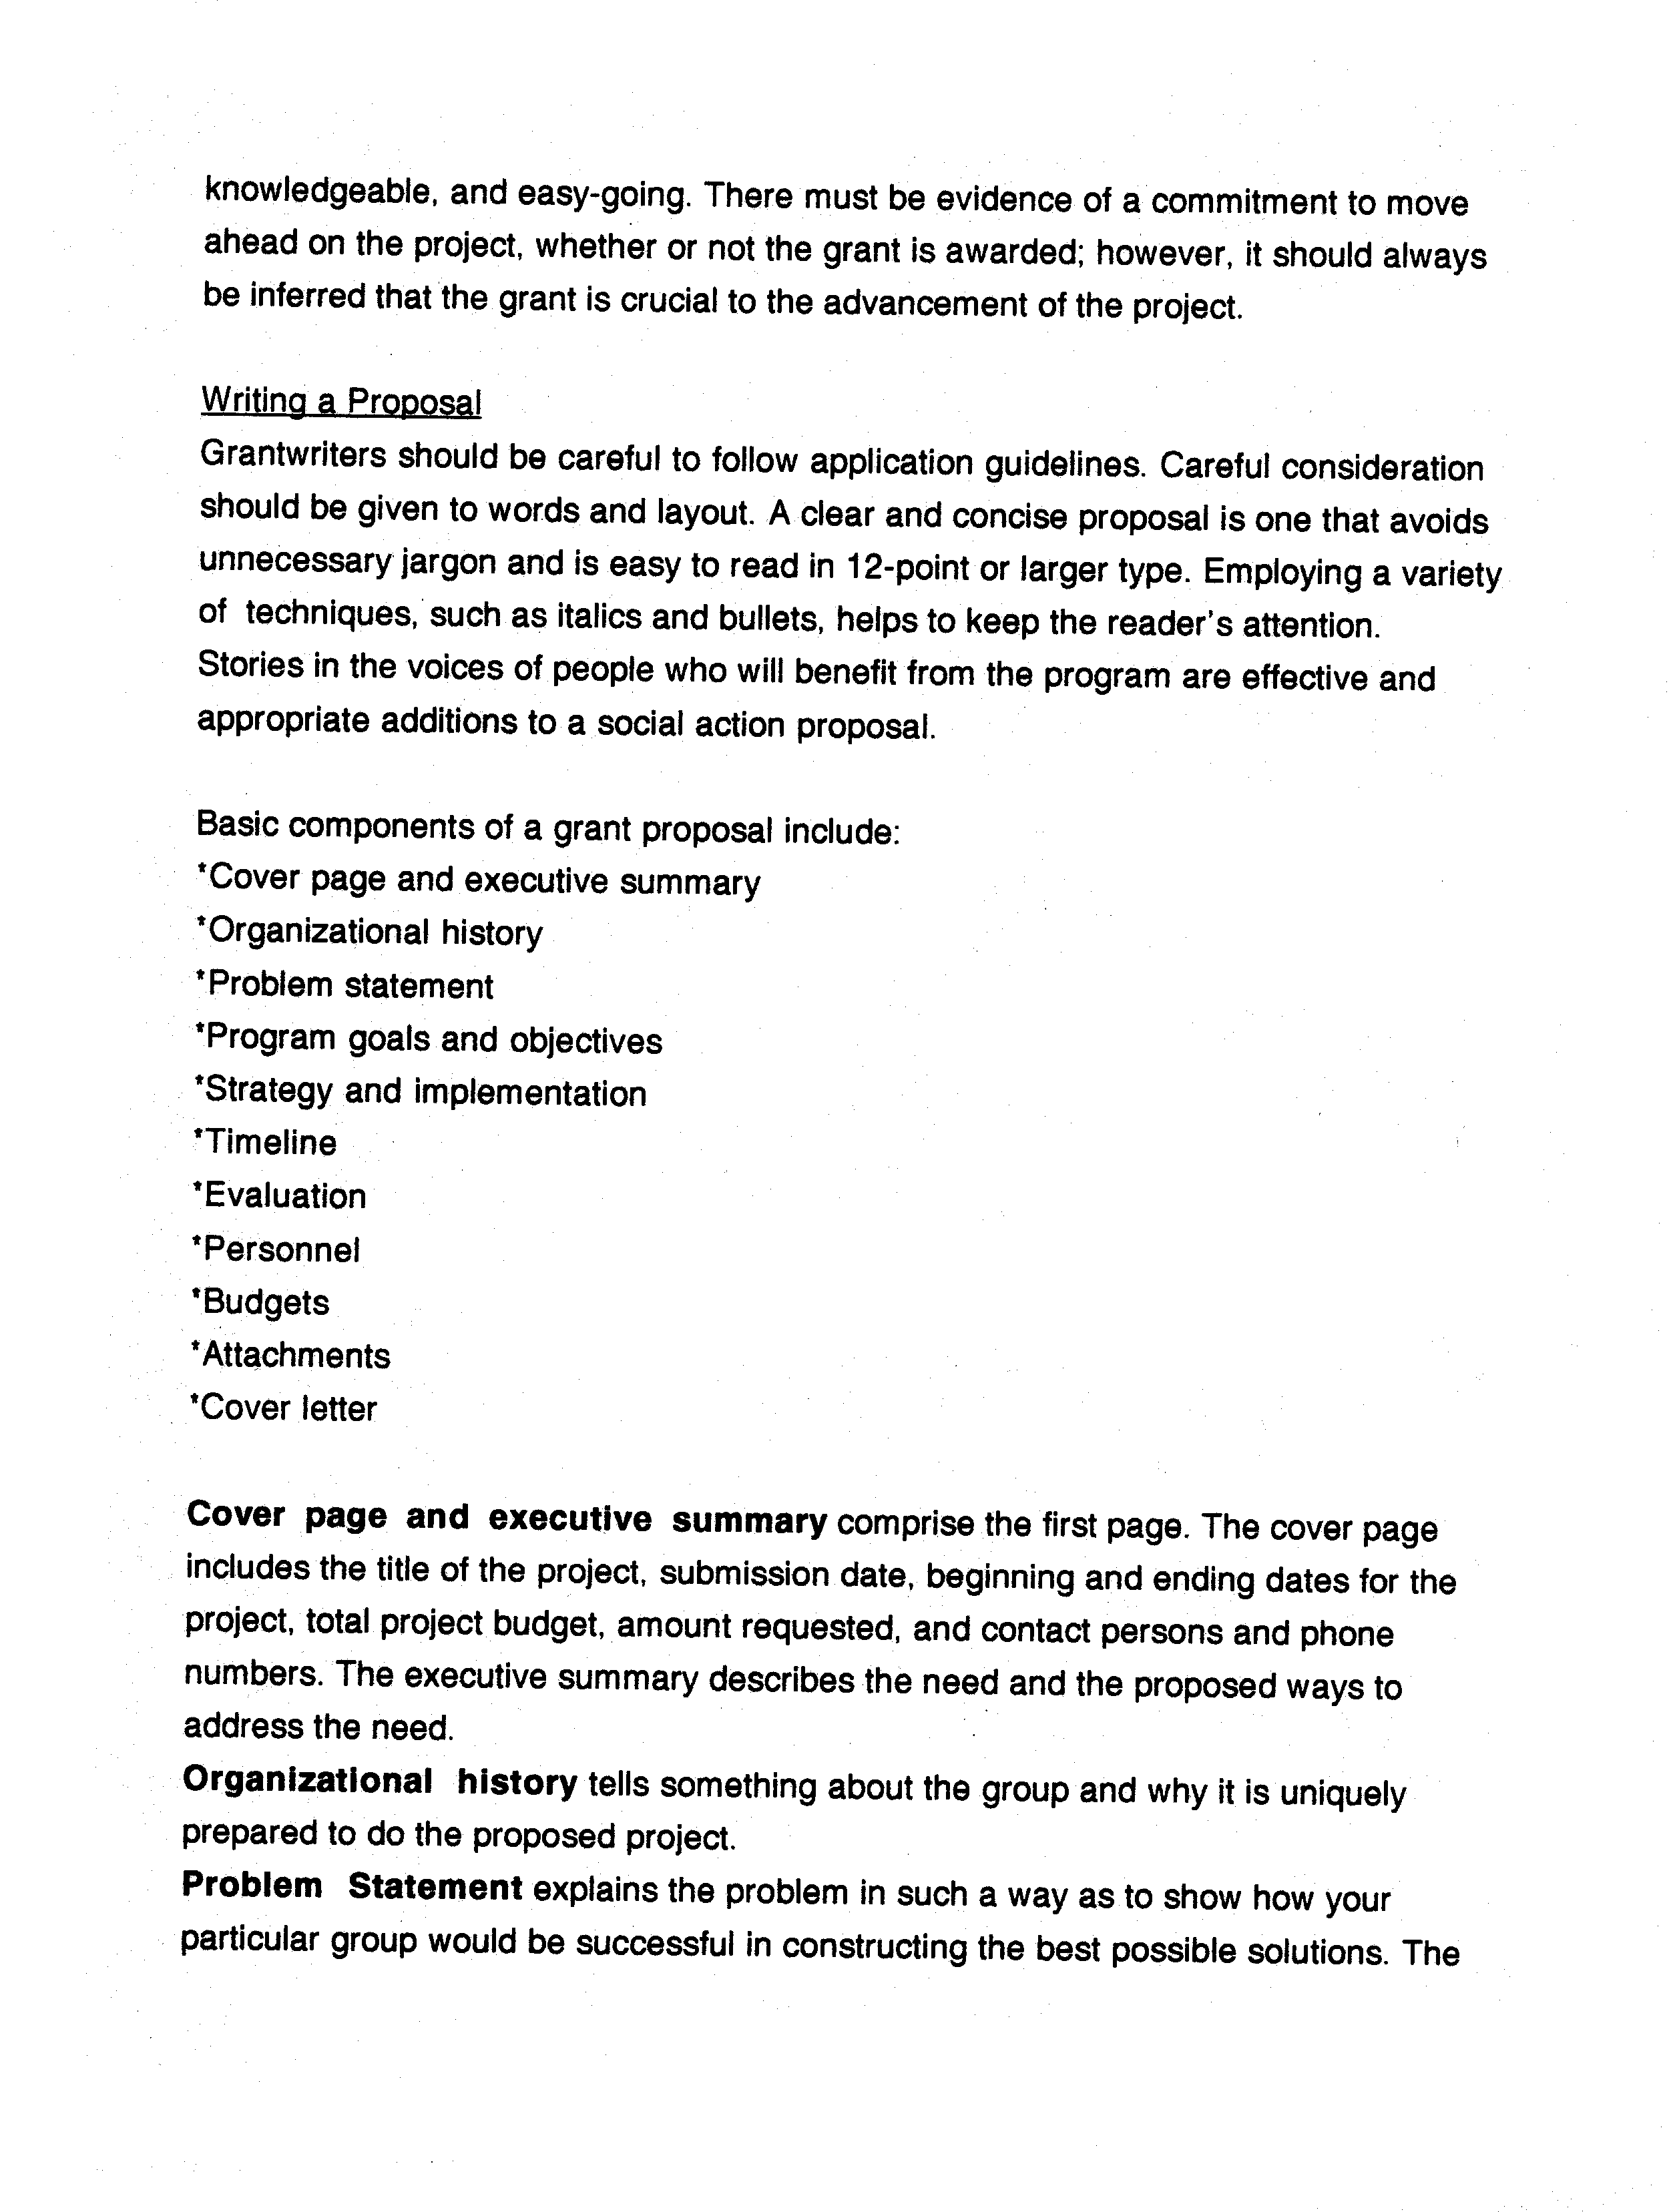 knowledgeable, and easy-going. There must be evidence of a commitment to move
ahead on the project, whether or not the grant is awarded; however, it should always
be inferred that the grant is crucial to the advancement of the project.
Writing a Proposal
Grantwriters should be careful to follow application guidelines. Careful consideration
should be given to words and layout. A clear and concise proposal is one that avoids
unnecessary jargon and is easy to read in 12-point or larger type. Employing a variety
of techniques, such as italics and bullets, helps to keep the reader's attention.
Stories in the voices of people who will benefit from the program are effective and
appropriate additions to a social action proposal.
Basic components of a grant proposal include:
*Cover page and executive summary
*Organizational history
*Problem statement
*Program goals and objectives
*Strategy and implementation
*Timeline
*Evaluation
*Personnel
*Budgets
*Attachments
*Cover letter
Cover page and executive summary comprise the first page. The cover page
includes the title of the project, submission date, beginning and ending dates for the
project, total project budget, amount requested, and contact persons and phone
numbers. The executive summary describes the need and the proposed ways to
address the need.
Organizational history tells something about the group and why it is uniquely
prepared to do the proposed project.
Problem Statement explains the problem in such a way as to show how your
particular group would be successful in constructing the best possible solutions. The